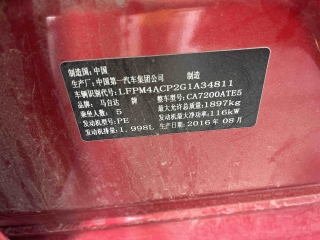 制造国：中国
生产厂：中国第一汽车集团公司 制造
车辆识别代号：LFPM4ACP2G1A34811
品牌：马自达 牌 整车型号：CA7200ATE5
乘坐人数：5 最大允许总质量：1897kg
发动机型号：PE 发动机最大净功率：116kW
发动机排量：1.998L 生产日期：2016年08月